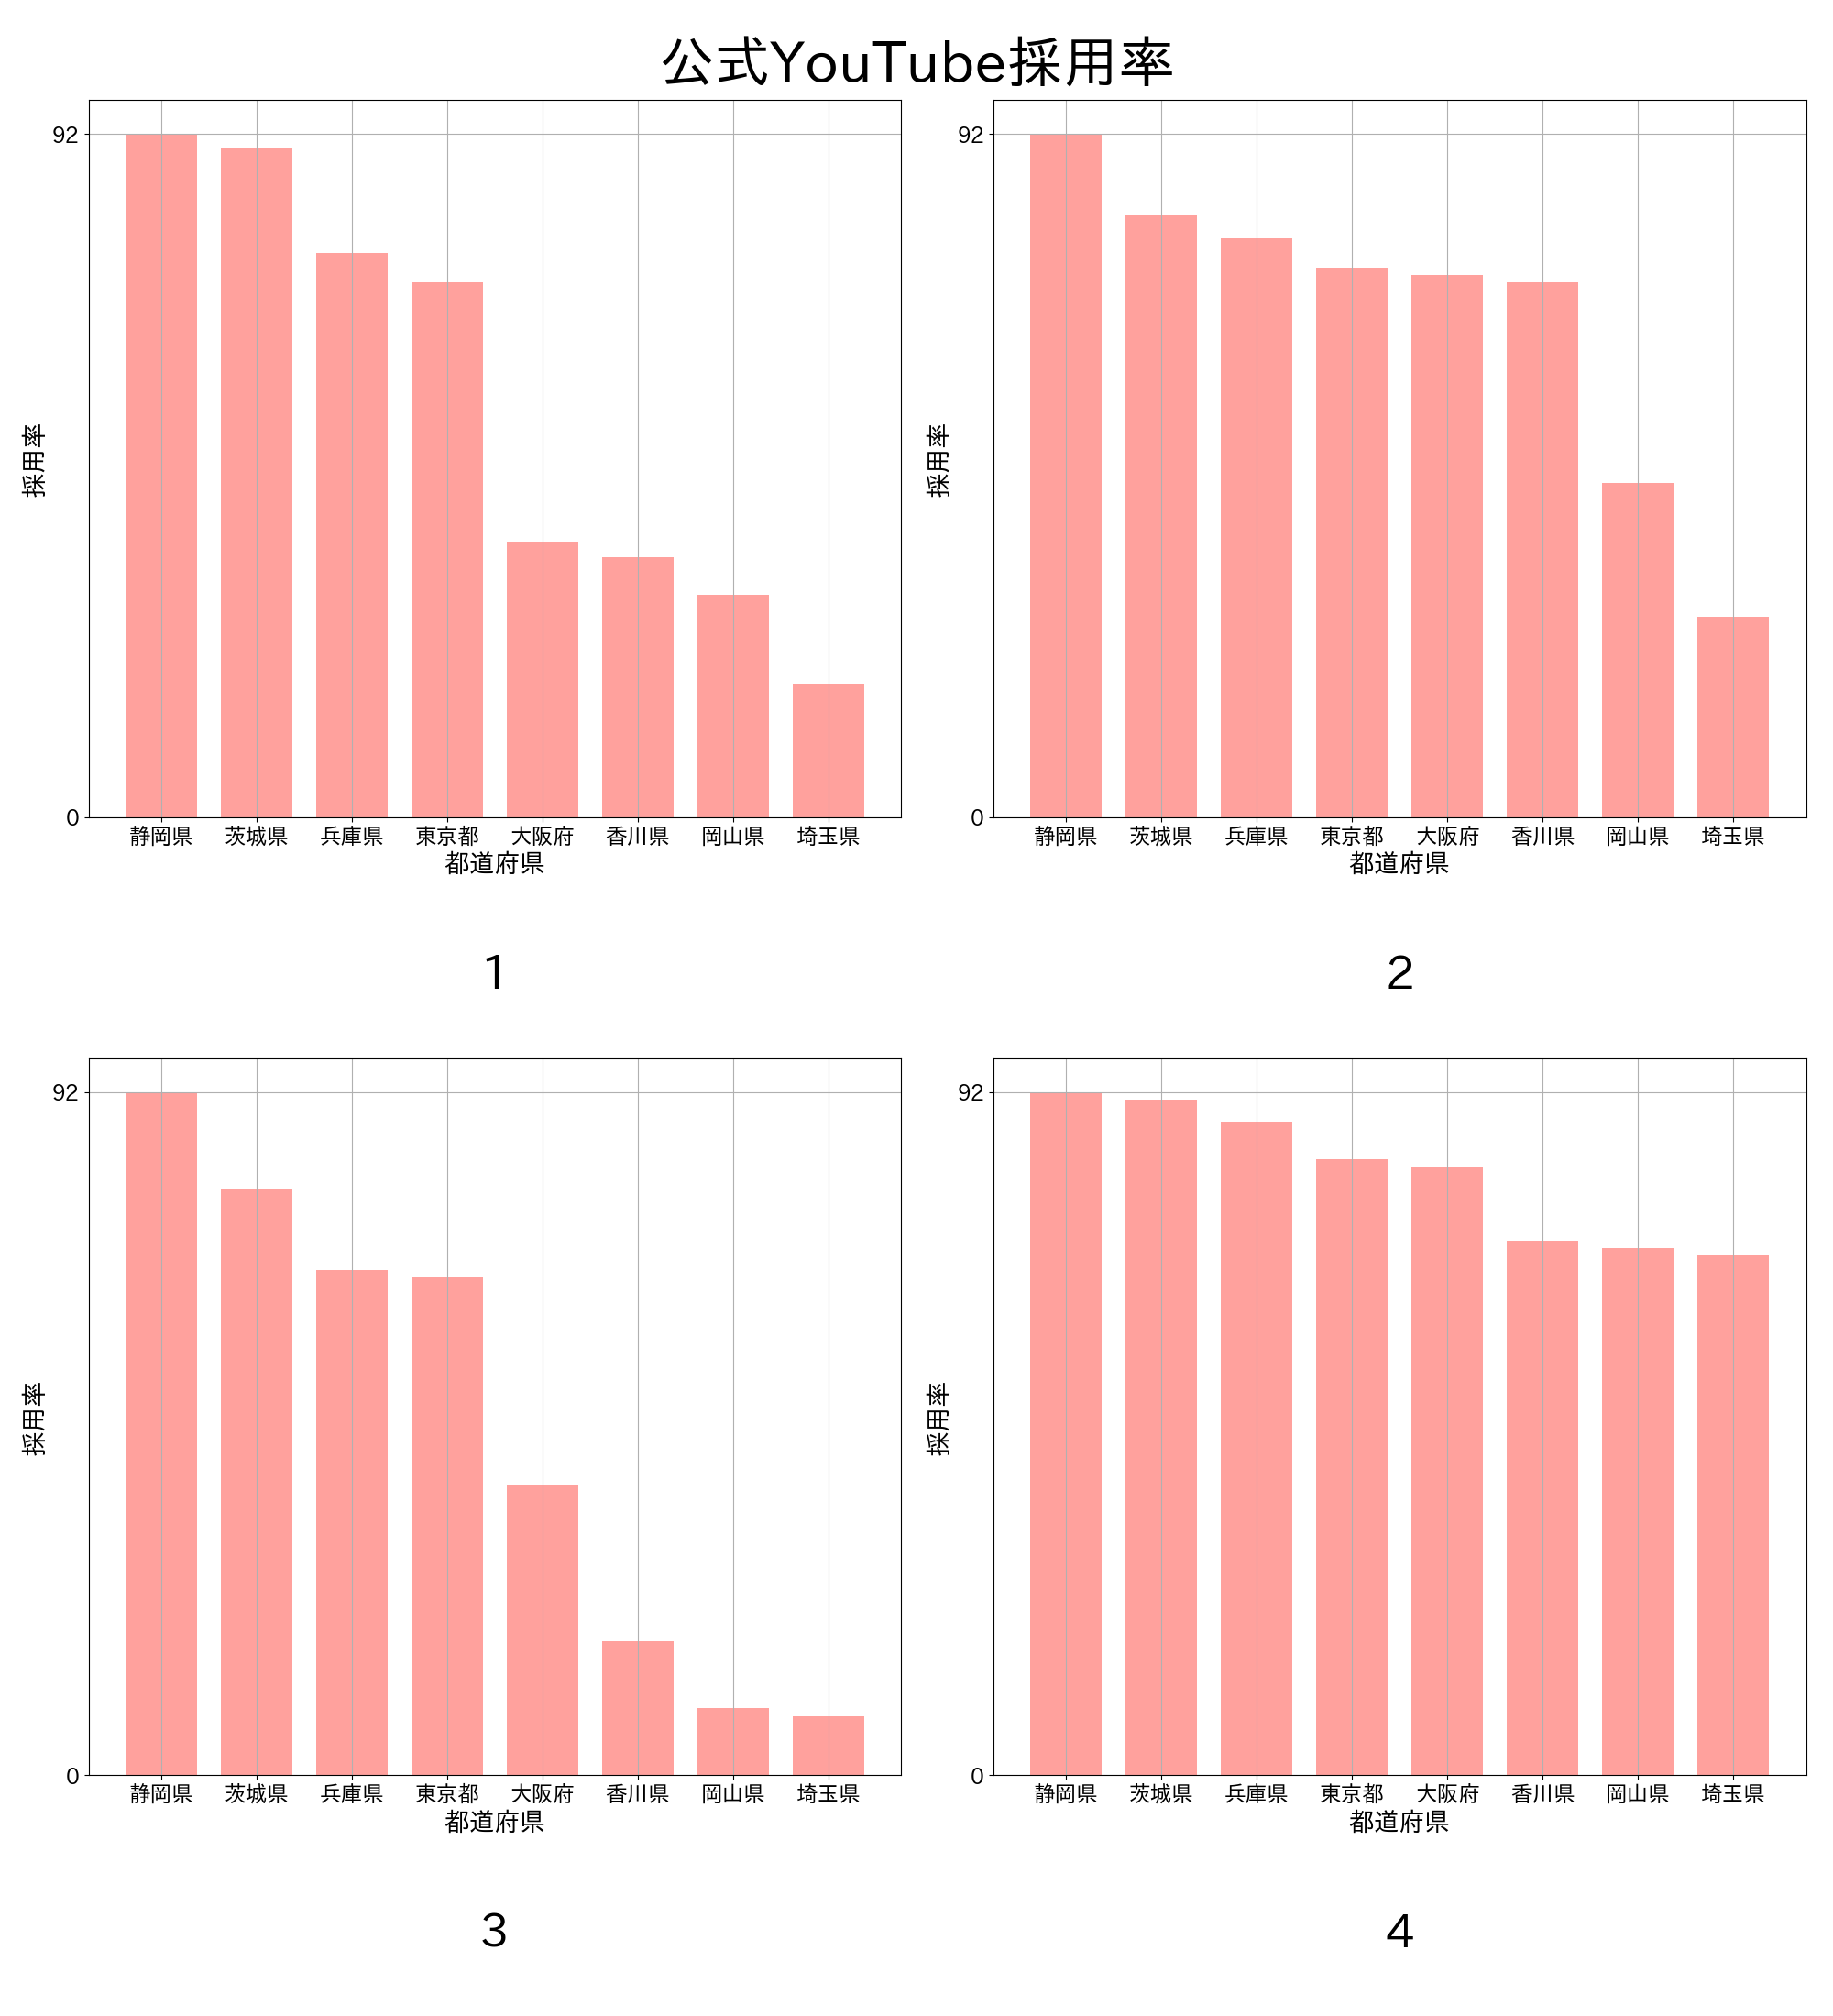 公式YouTube採用率
92
採用率
0
静岡県 茨城県 兵庫県 東京都 大阪府 香川県 岡山県 埼玉県
都道府県
1
92
採用率
0
静岡県 茨城県 兵庫県 東京都 大阪府 香川県 岡山県 埼玉県
都道府県
2
92
採用率
0
静岡県 茨城県 兵庫県 東京都 大阪府 香川県 岡山県 埼玉県
都道府県
3
92
採用率
0
静岡県 茨城県 兵庫県 東京都 大阪府 香川県 岡山県 埼玉県
都道府県
4